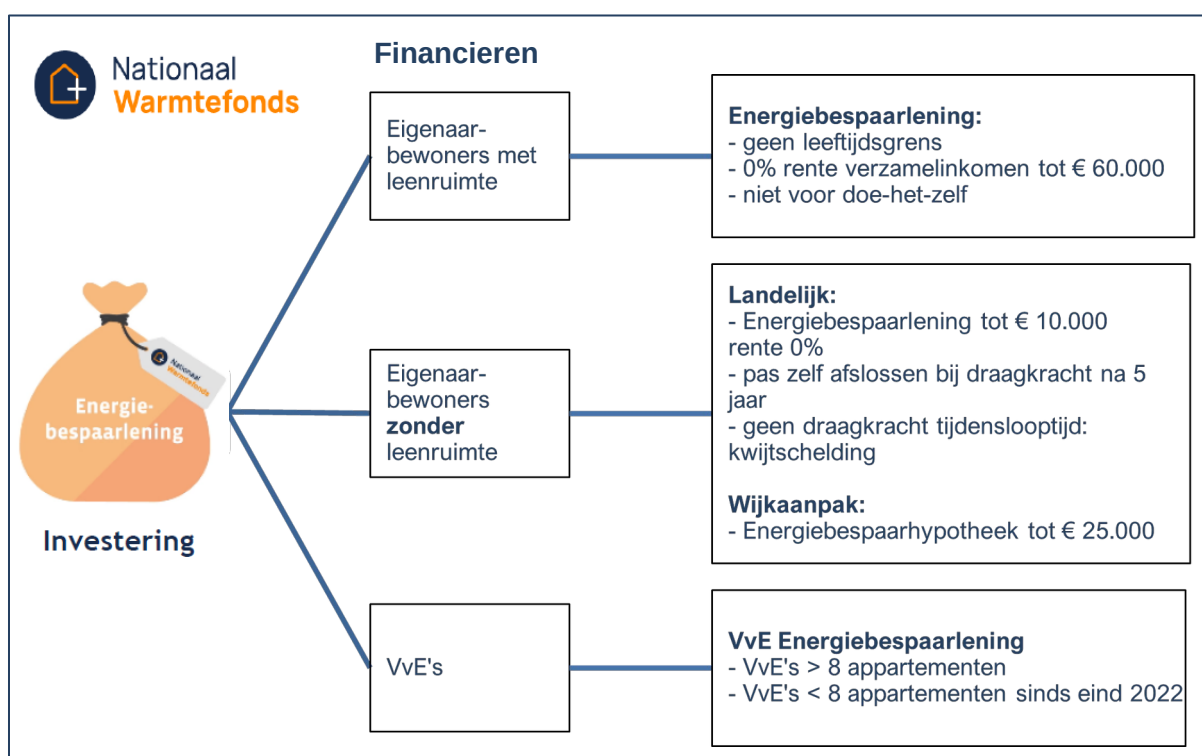 Nationaal
Warmtefonds
Financieren
Eigenaar-
bewoners met
leenruimte
Energiebespaarlening:
- geen leeftijdsgrens
- 0% rente verzamelinkomen tot € 60.000
- niet voor doe-het-zelf
Nationaal
Warmtefonds
Energie-
bespaarlening
Investering
Eigenaar-
bewoners
zonder
leenruimte
Landelijk:
- Energiebespaarlening tot € 10.000
rente 0%
- pas zelf afslossen bij draagkracht na 5
jaar
- geen draagkracht tijdenslooptijd:
kwijtschelding
Wijkaanpak:
- Energiebespaarhypotheek tot € 25.000
VvE's
VvE Energiebespaarlening
- VvE's > 8 appartementen
- VvE's < 8 appartementen sinds eind 2022